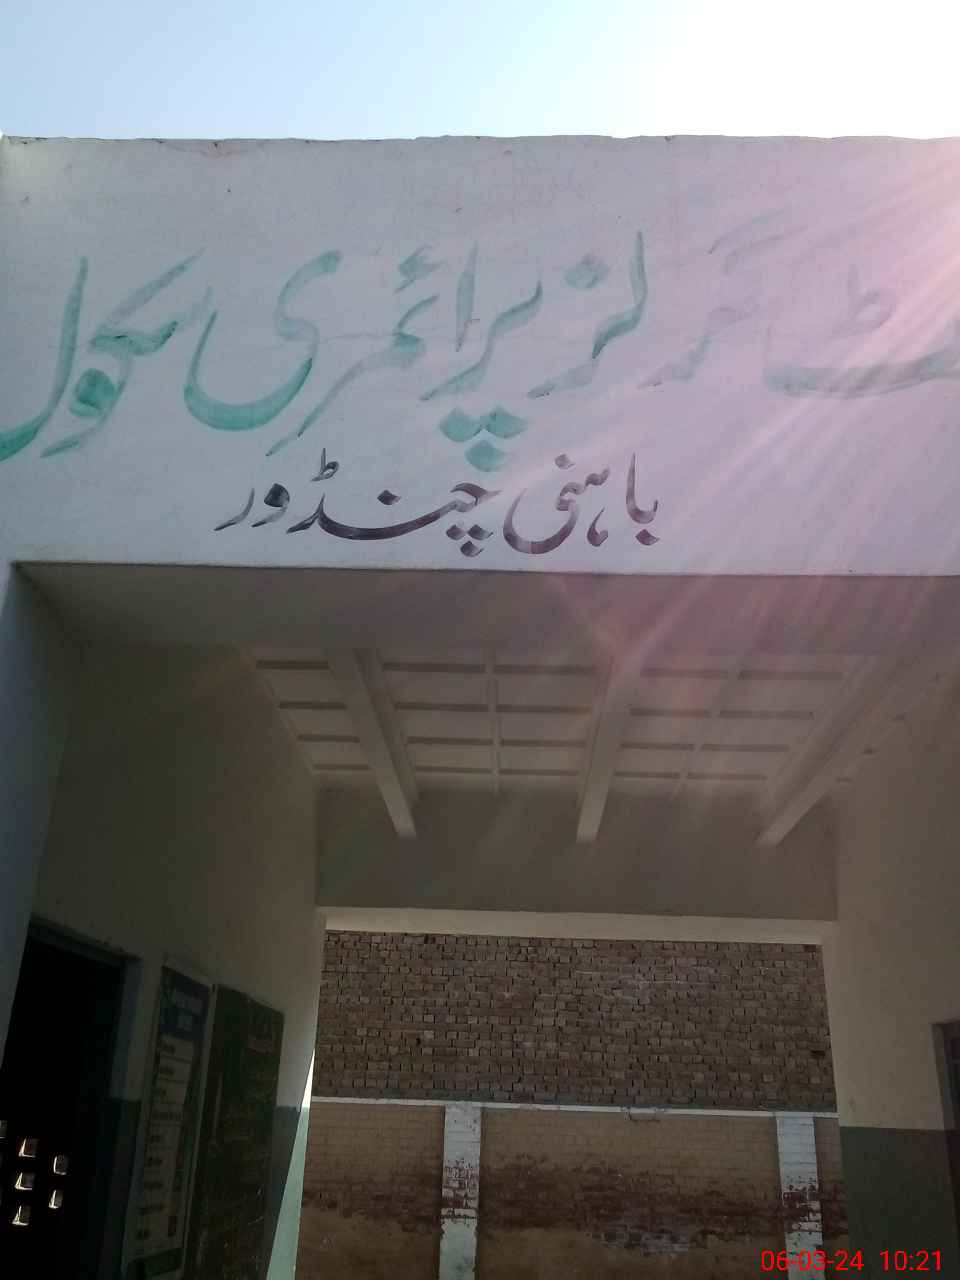 گرلز پرائمری سکول
باہنی چنڈور
06-03-24 10:21